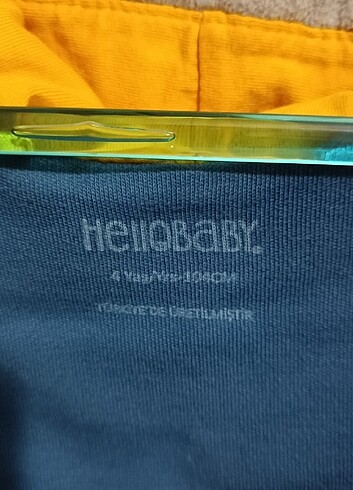 HelloBaby.
4 Yaş/Yrs-104CM
TÜRKİYE'DE ÜRETİLMİŞTİR